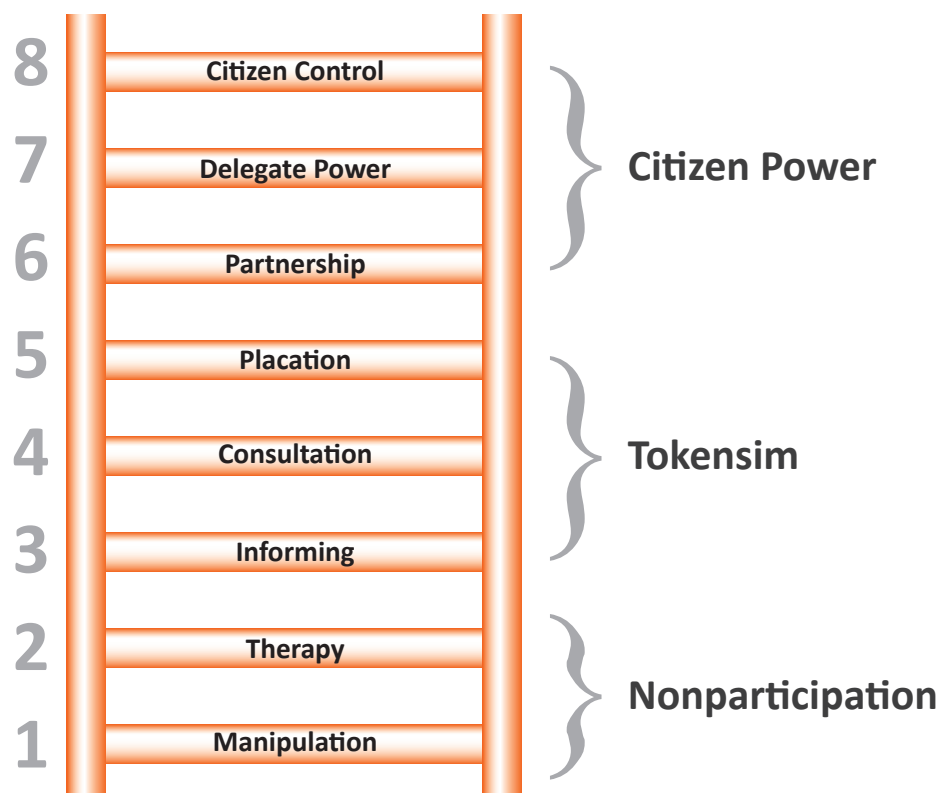 8 Citizen Control
7 Delegate Power
Citizen Power
6 Partnership
5 Placation
4 Consultation
Tokensim
3 Informing
2 Therapy
Nonparticipation
1 Manipulation